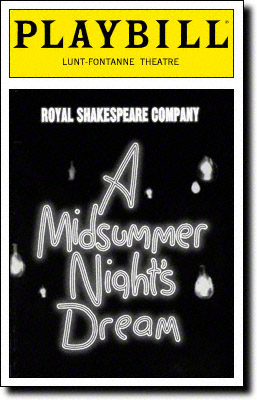 PLAYBILL
LUNT-FONTANNE THEATRE
ROYAL SHAKESPEARE COMPANY
A
Midsummer
Night's
Dream